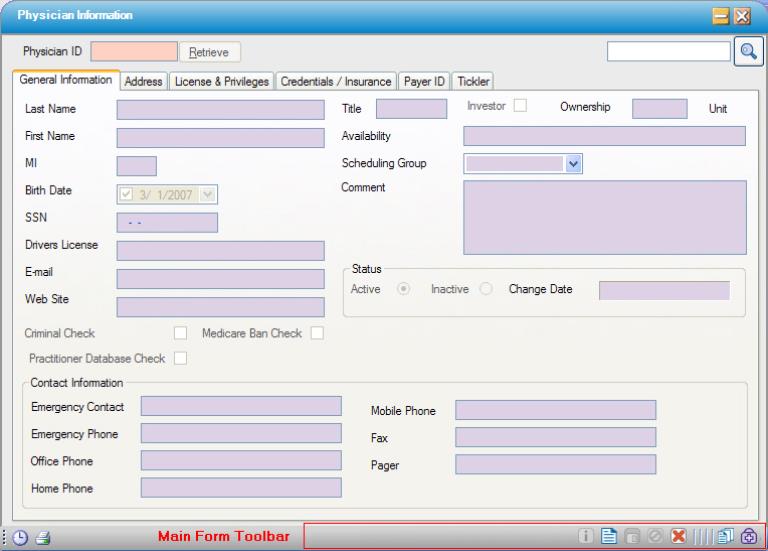 Physician Information
Physician ID Retrieve
General Information Address License & Privileges Credentials / Insurance Payer ID Tickler
Last Name Title Investor Ownership Unit
First Name Availability
MI Scheduling Group
Birth Date 3/ 1/2007 Comment
SSN - -
Drivers License
E-mail Status
Web Site Active Inactive Change Date
Criminal Check Medicare Ban Check
Practitioner Database Check
Contact Information
Emergency Contact Mobile Phone
Emergency Phone Fax
Office Phone Pager
Home Phone
Main Form Toolbar